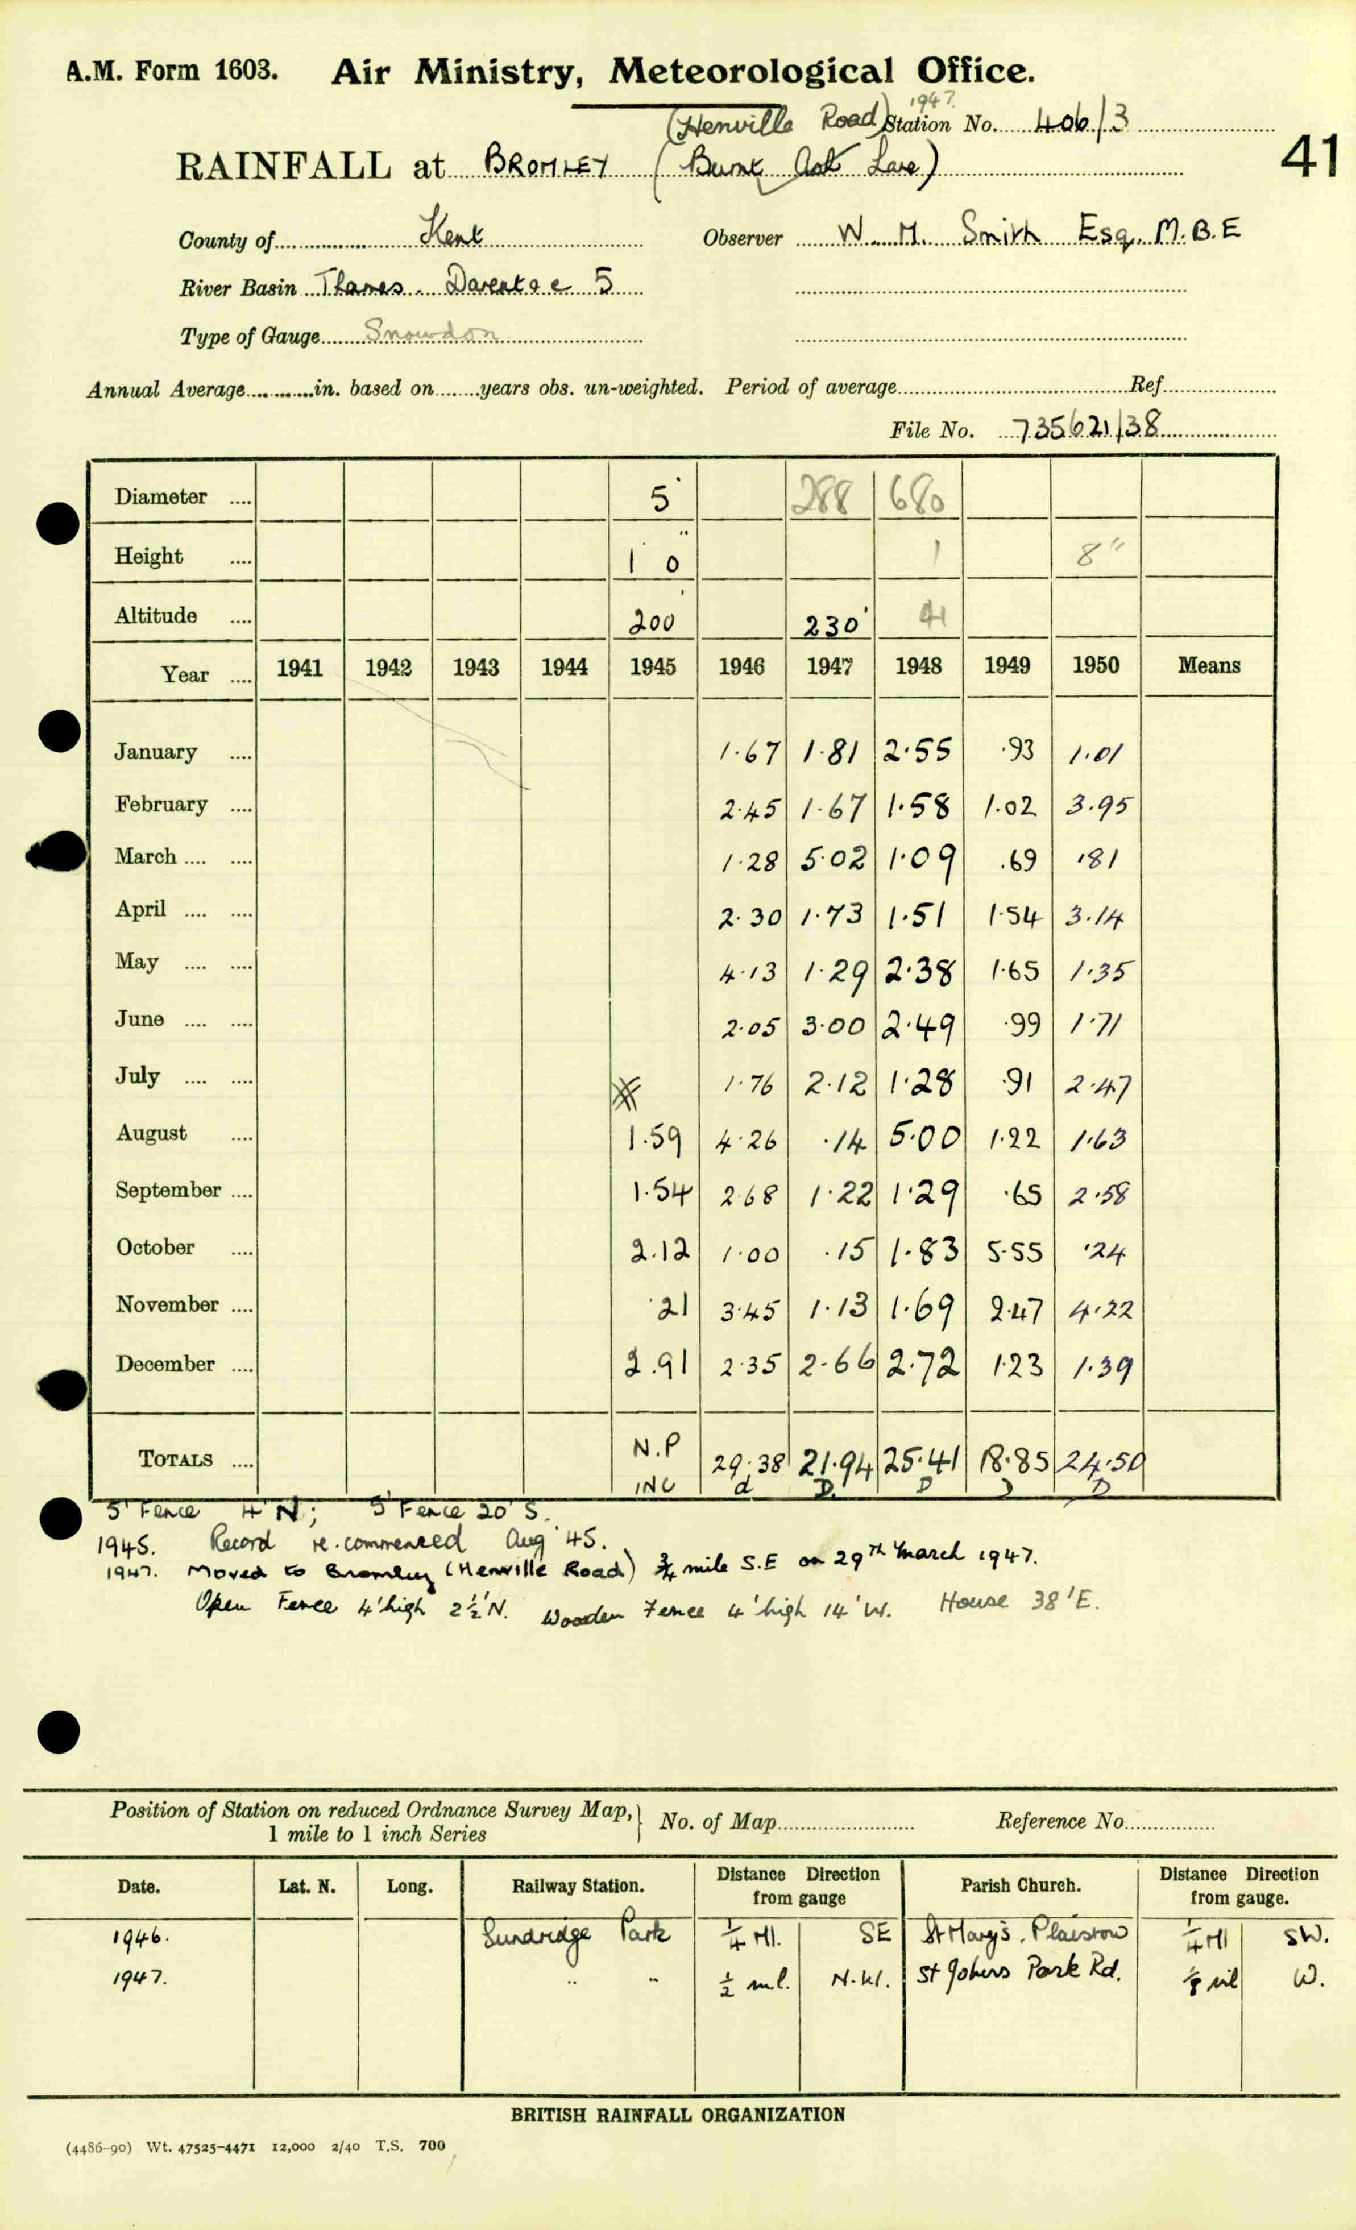 A.M. Form 1603. Air Ministry, Meteorological Office.
(Henville Road) 1947. Station No. 406/3
RAINFALL at BROMLEY (Burnt Ash Lane) 41
County of Kent Observer W. M. Smith Esq. M.B.E
River Basin Thames. 5
Type of Gauge Snowdon
Annual Average in. based on years obs. un-weighted. Period of average Ref.
File No. 735621/38
Diameter .... 5" 288 680
Height .... 1' 0" 1 8"
Altitude .... 200' 230' 41
Year .... 1941 1942 1943 1944 1945 1946 1947 1948 1949 1950 Means
January .... 1.67 1.81 2.55 .93 1.01
February .... 2.45 1.67 1.58 1.02 3.95
March .... .... 1.28 5.02 1.09 .69 .81
April .... .... 2.30 1.73 1.51 1.54 3.14
May .... .... 4.13 1.29 2.38 1.65 1.35
June .... .... 2.05 3.00 2.49 .99 1.71
July .... .... 1.76 2.12 1.28 .91 2.47
August .... 1.59 4.26 .14 5.00 1.22 1.63
September .... 1.54 2.68 1.22 1.29 .65 2.58
October .... 2.12 1.00 .15 1.83 5.55 .24
November .... .21 3.45 1.13 1.69 2.47 4.22
December .... 2.91 2.35 2.66 2.72 1.23 1.39
TOTALS .... N.P 29.38 21.94 25.41 18.85 24.50
INC d D. D D D
5' Fence 4' N; 5' Fence 20' S.
1945. Record re.commenced Aug '45.
1947. Moved to Bromley (Henville Road) 3/4 mile S.E on 29th March 1947.
Open Fence 4' high 2½' N. Wooden Fence 4' high 14' W. House 38' E.
Position of Station on reduced Ordnance Survey Map, } No. of Map Reference No.
1 mile to 1 inch Series
Date. Lat. N. Long. Railway Station. Distance Direction from gauge Parish Church. Distance Direction from gauge.
1946. Sundridge Park ¼ Ml. SE St Mary's, Plaistow ¼ Ml SW.
1947. " " ½ ml. N.W. St Johns Park Rd. W.
BRITISH RAINFALL ORGANIZATION
(4486-90) Wt. 47525-4471 12,000 2/40 T.S. 700